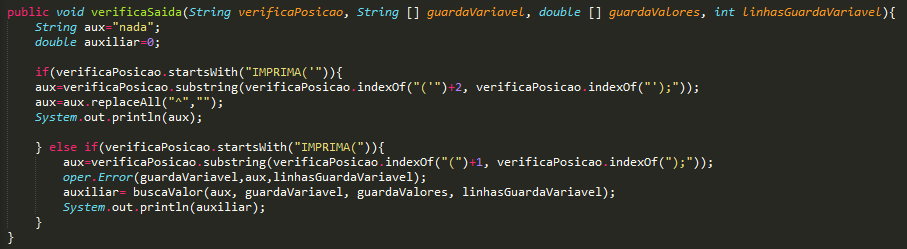 public void verificaSaida(String verificaPosicao, String [] guardaVariavel, double [] guardaValores, int linhasGuardaVariavel){
String aux="nada";
double auxiliar=0;
if(verificaPosicao.startsWith("IMPRIMA('")){
aux=verificaPosicao.substring(verificaPosicao.indexOf("('")+2, verificaPosicao.indexOf("');"));
aux=aux.replaceAll("^","");
System.out.println(aux);
} else if(verificaPosicao.startsWith("IMPRIMA(")){
aux=verificaPosicao.substring(verificaPosicao.indexOf("(")+1, verificaPosicao.indexOf(");"));
oper.Error(guardaVariavel,aux,linhasGuardaVariavel);
auxiliar= buscaValor(aux, guardaVariavel, guardaValores, linhasGuardaVariavel);
System.out.println(auxiliar);
}
}